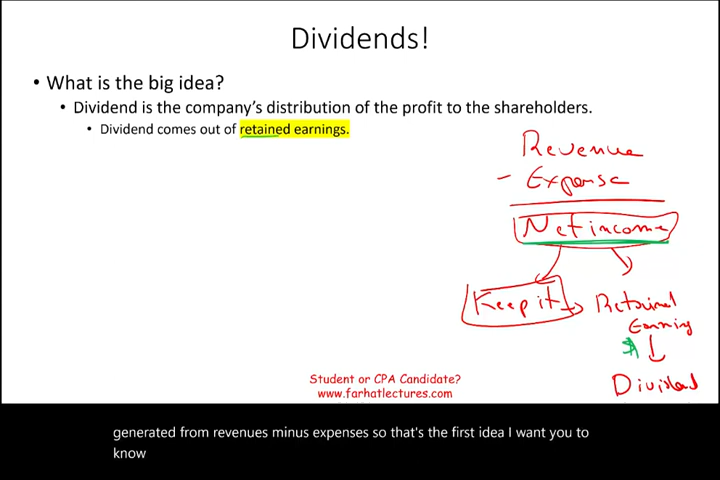 Dividends!
• What is the big idea?
• Dividend is the company's distribution of the profit to the shareholders.
• Dividend comes out of retained earnings.
Revenue
- Expense
Net income
Keep it
Retained
Earning
$
Dividend
Student or CPA Candidate?
www.farhatlectures.com
generated from revenues minus expenses so that's the first idea I want you to
know